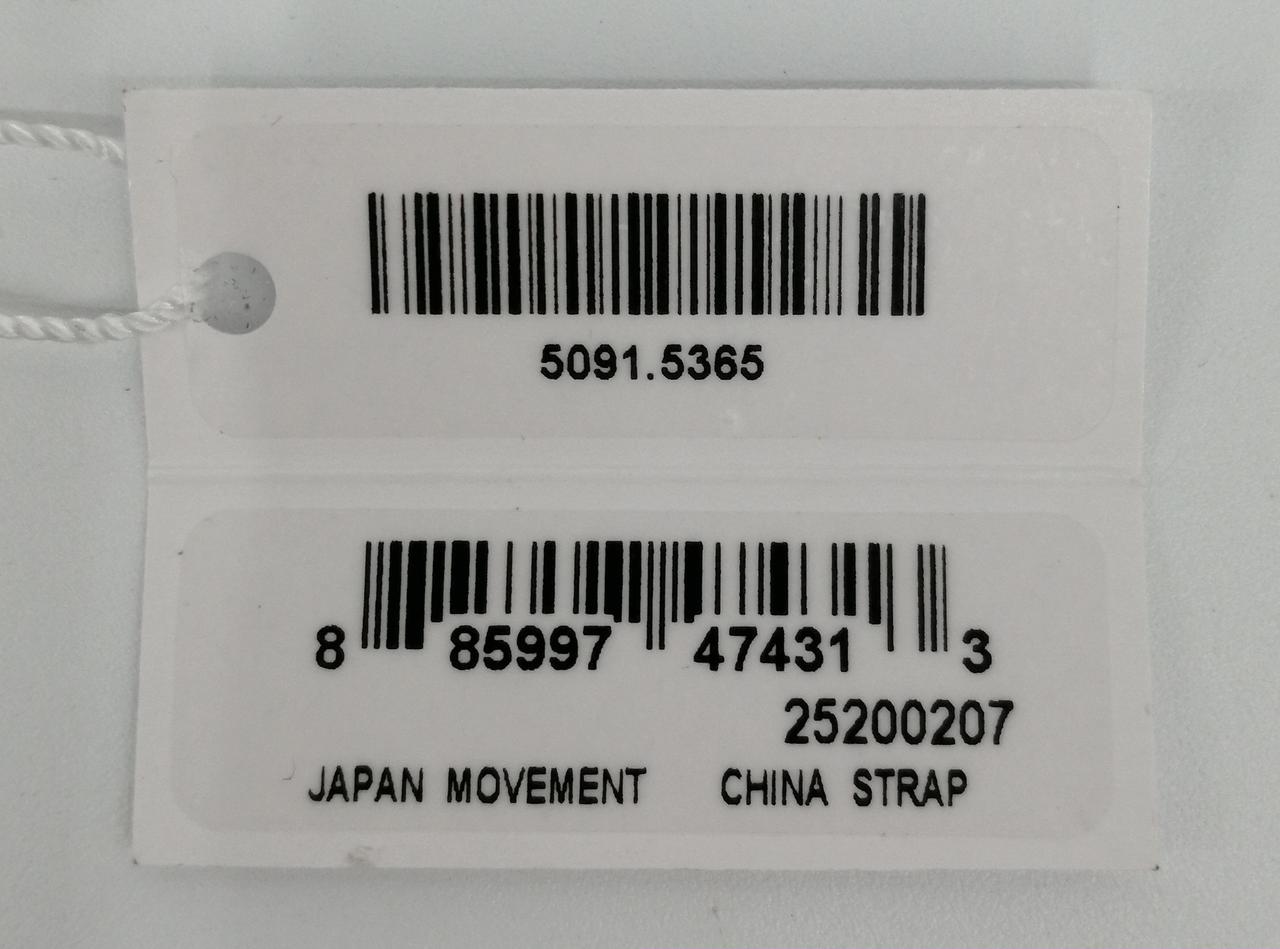 5091.5365
8 85997 47431 3
25200207
JAPAN MOVEMENT CHINA STRAP